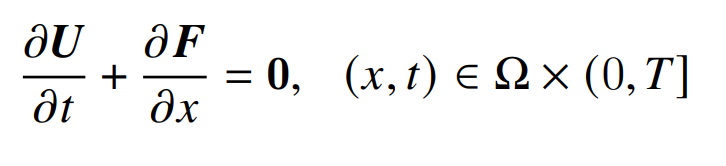 ∂U/∂t + ∂F/∂x = 0, (x, t) ∈ Ω × (0, T]